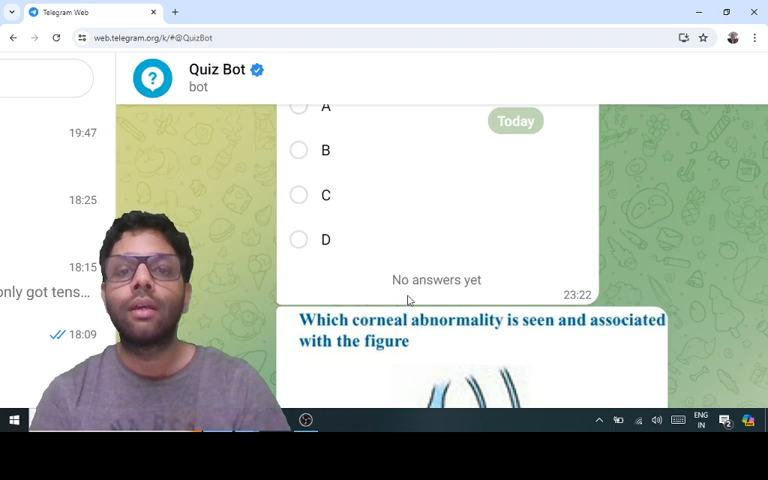 Telegram Web
web.telegram.org/k/#@QuizBot
Quiz Bot
bot
19:47
18:25
18:15
only got tens...
18:09
A
Today
B
C
D
No answers yet
23:22
Which corneal abnormality is seen and associated
with the figure
ENG
IN
2